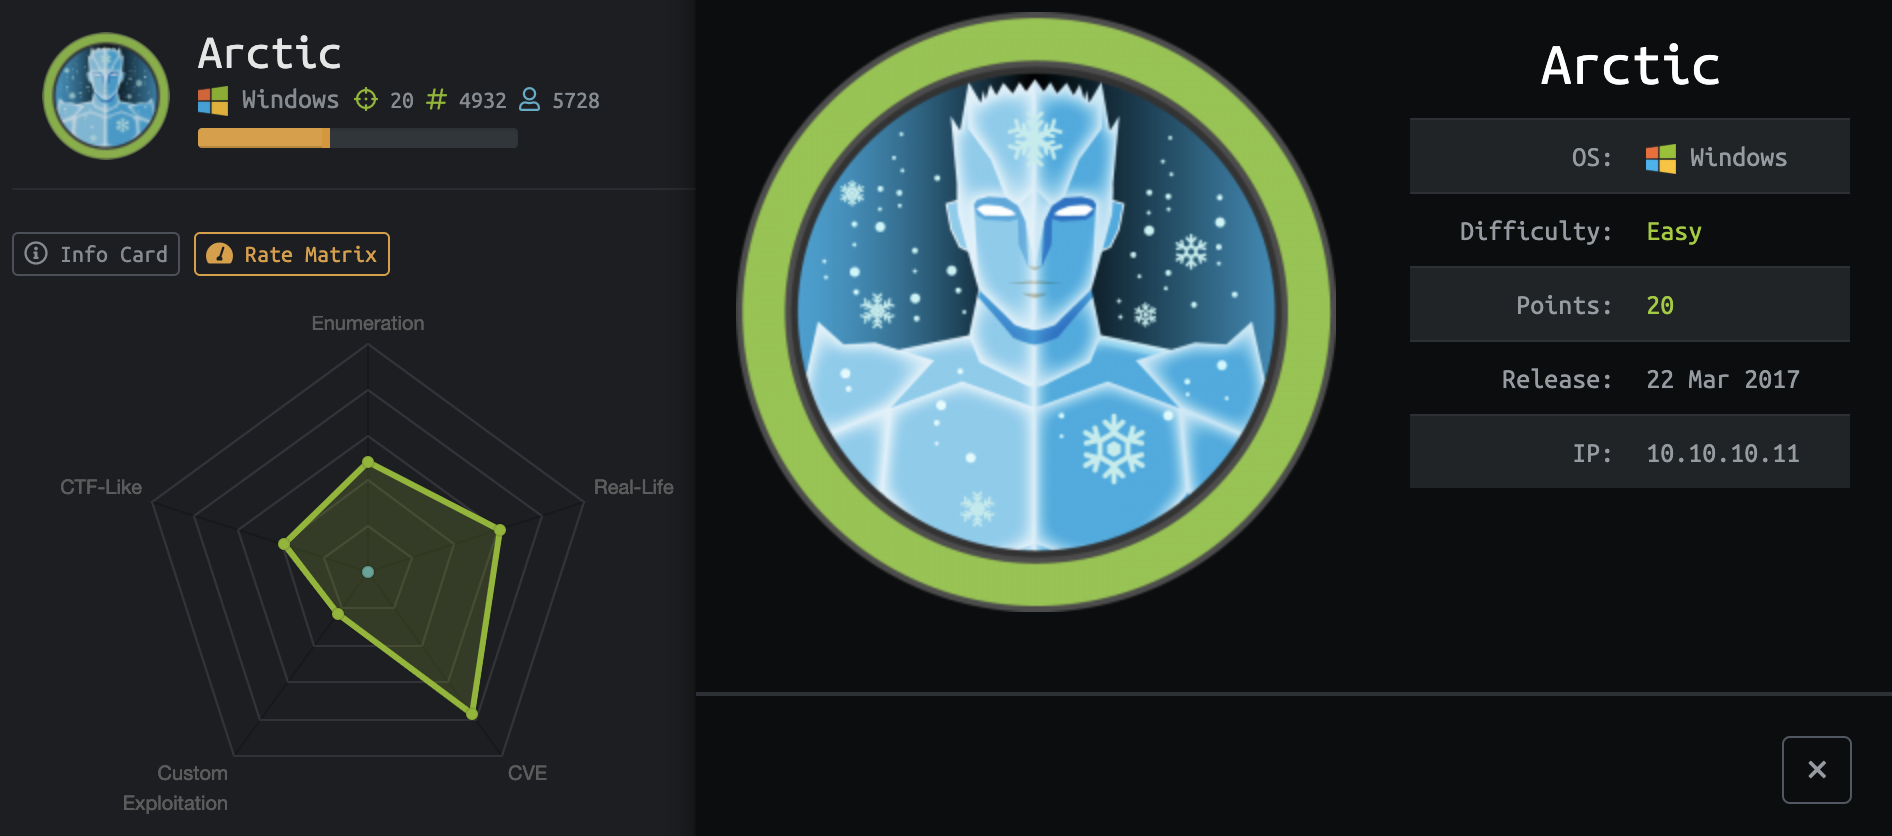 Arctic
Windows 20 # 4932 5728
Info Card Rate Matrix
Enumeration
CTF-Like
Real-Life
Custom
Exploitation
CVE
Arctic
OS: Windows
Difficulty: Easy
Points: 20
Release: 22 Mar 2017
IP: 10.10.10.11